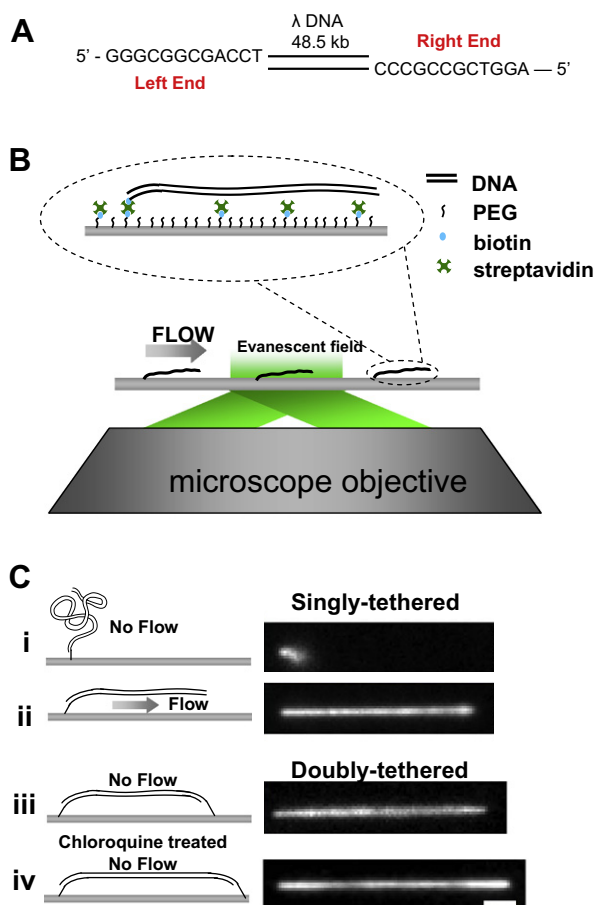 A
λ DNA
48.5 kb
5' - GGGCGGCGACCT
Right End
Left End
CCCGCCGCTGGA — 5'
B
DNA
PEG
biotin
streptavidin
FLOW
Evanescent field
microscope objective
C
Singly-tethered
i
No Flow
ii
Flow
Doubly-tethered
iii
No Flow
Chloroquine treated
No Flow
iv